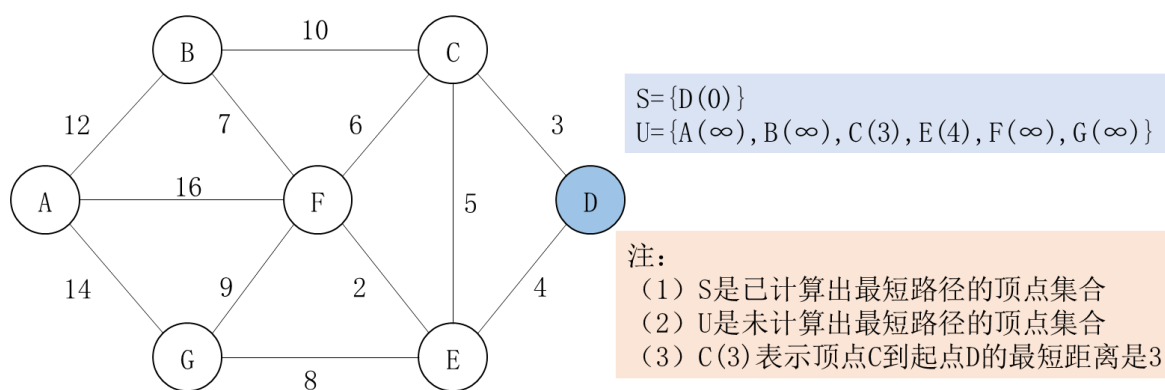 10
B
C
12
7
6
3
A
16
F
5
D
14
9
2
4
G
E
8
S={D(0)}
U={A(∞),B(∞),C(3),E(4),F(∞),G(∞)}
注：
（1）S是已计算出最短路径的顶点集合
（2）U是未计算出最短路径的顶点集合
（3）C(3)表示顶点C到起点D的最短距离是3